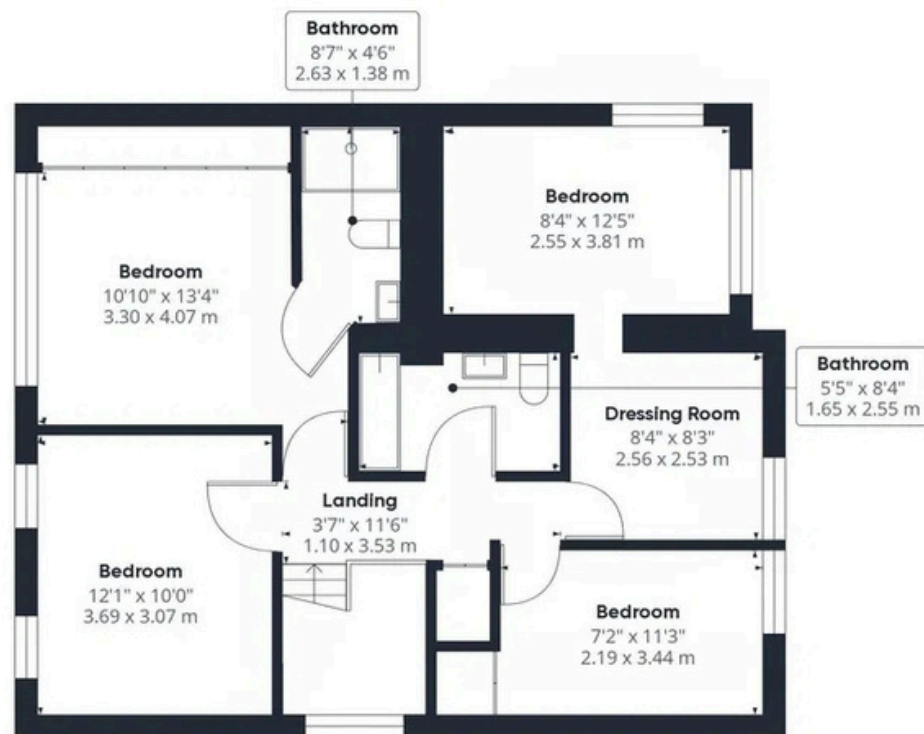 Bathroom
8'7" x 4'6"
2.63 x 1.38 m
Bedroom
8'4" x 12'5"
2.55 x 3.81 m
Bedroom
10'10" x 13'4"
3.30 x 4.07 m
Bathroom
5'5" x 8'4"
1.65 x 2.55 m
Dressing Room
8'4" x 8'3"
2.56 x 2.53 m
Landing
3'7" x 11'6"
1.10 x 3.53 m
Bedroom
12'1" x 10'0"
3.69 x 3.07 m
Bedroom
7'2" x 11'3"
2.19 x 3.44 m